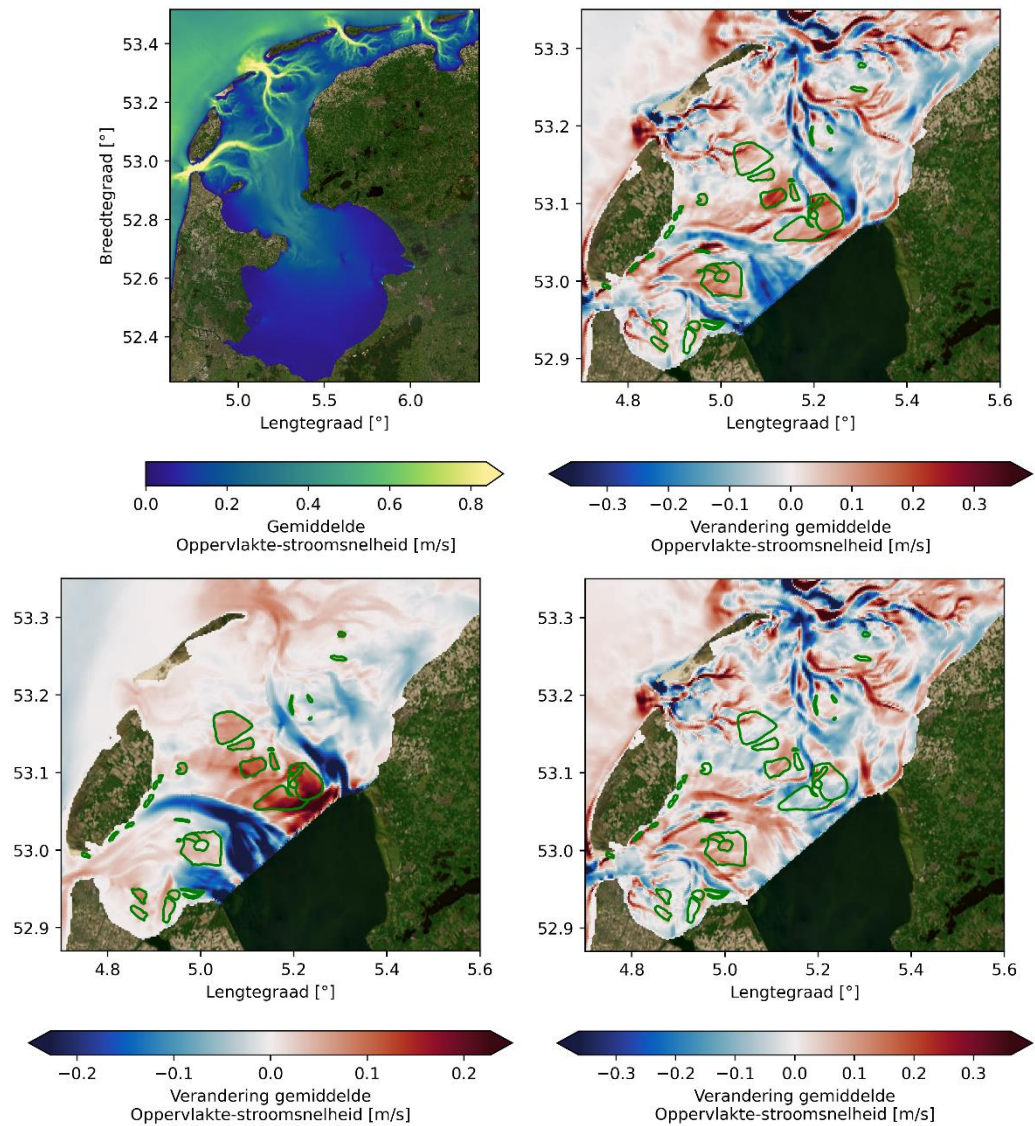 53.4
53.2
53.0
52.8
52.6
52.4
Breedtegraad [°]
5.0 5.5 6.0
Lengtegraad [°]
0.0 0.2 0.4 0.6 0.8
Gemiddelde
Oppervlakte-stroomsnelheid [m/s]
53.3
53.2
53.1
53.0
52.9
4.8 5.0 5.2 5.4 5.6
Lengtegraad [°]
−0.3 −0.2 −0.1 0.0 0.1 0.2 0.3
Verandering gemiddelde
Oppervlakte-stroomsnelheid [m/s]
53.3
53.2
53.1
53.0
52.9
4.8 5.0 5.2 5.4 5.6
Lengtegraad [°]
−0.2 −0.1 0.0 0.1 0.2
Verandering gemiddelde
Oppervlakte-stroomsnelheid [m/s]
53.3
53.2
53.1
53.0
52.9
4.8 5.0 5.2 5.4 5.6
Lengtegraad [°]
−0.3 −0.2 −0.1 0.0 0.1 0.2 0.3
Verandering gemiddelde
Oppervlakte-stroomsnelheid [m/s]